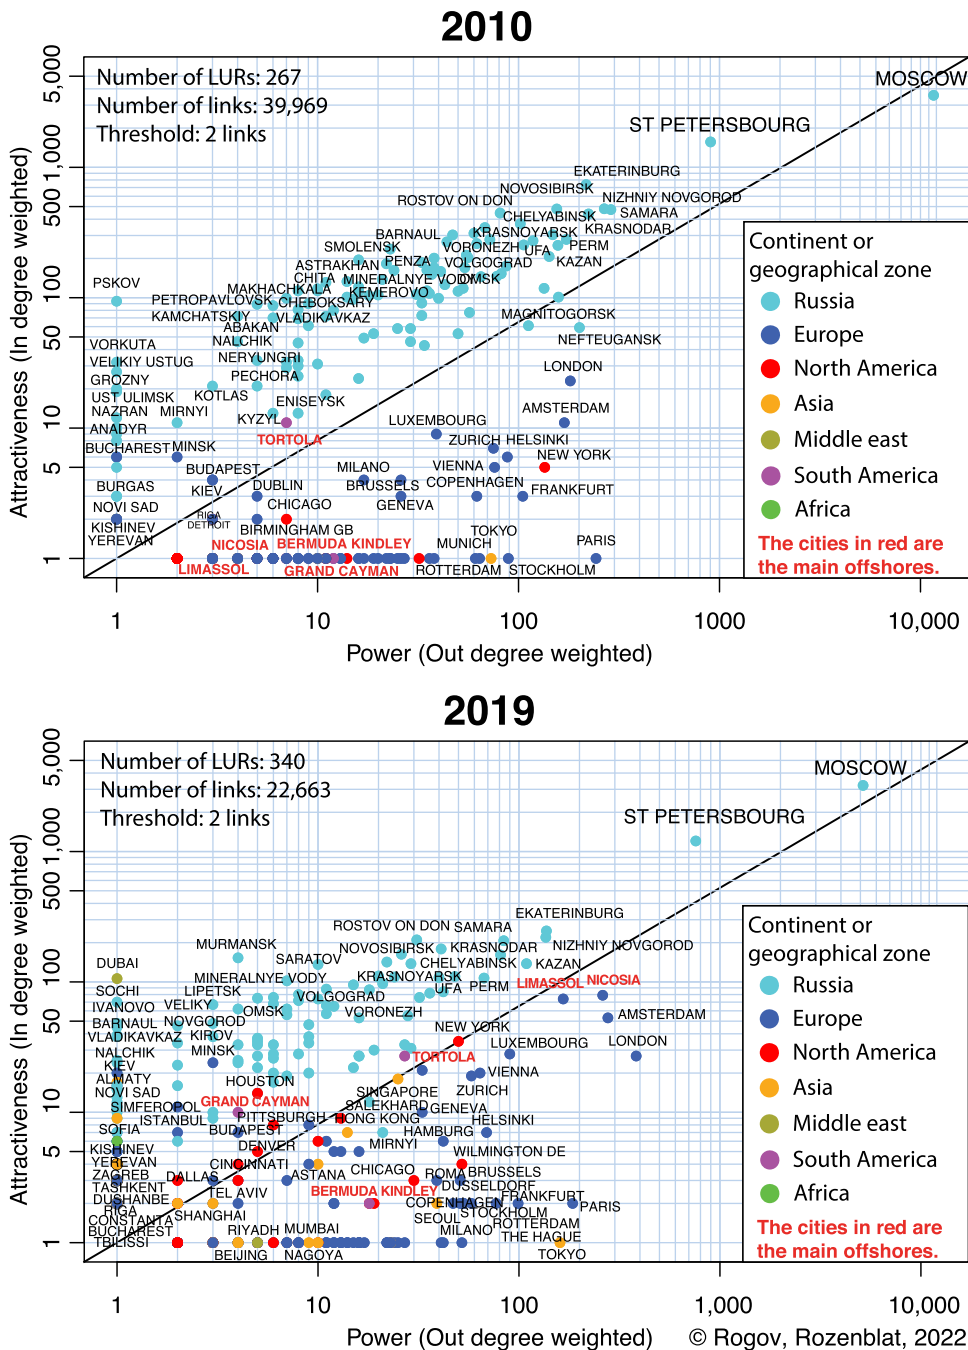 2010
Number of LURs: 267
Number of links: 39,969
Threshold: 2 links
MOSCOW
ST PETERSBOURG
EKATERINBURG
NOVOSIBIRSK
ROSTOV ON DON
NIZHNIY NOVGOROD
CHELYABINSK
SAMARA
BARNAUL
KRASNOYARSK
KRASNODAR
SMOLENSK
VORONEZH
UFA
PERM
ASTRAKHAN
PENZA
VOLGOGRAD
KAZAN
PSKOV
CHITA
MINERALNYE VODY
OMSK
MAKHACHKALA
KEMEROVO
PETROPAVLOVSK
CHEBOKSARY
KAMCHATSKIY
VLADIKAVKAZ
MAGNITOGORSK
ABAKAN
NEFTEUGANSK
VORKUTA
NALCHIK
VELIKIY USTUG
NERYUNGRI
LONDON
GROZNY
PECHORA
UST ULIMSK
KOTLAS
ENISEYSK
NAZRAN
MIRNYI
KYZYL
LUXEMBOURG
AMSTERDAM
ANADYR
TORTOLA
BUCHAREST
MINSK
ZURICH
HELSINKI
NEW YORK
BUDAPEST
MILANO
VIENNA
BURGAS
KIEV
DUBLIN
BRUSSELS
COPENHAGEN
FRANKFURT
NOVI SAD
CHICAGO
GENEVA
RIGA
DETROIT
KISHINEV
BIRMINGHAM GB
TOKYO
YEREVAN
NICOSIA
BERMUDA KINDLEY
MUNICH
PARIS
LIMASSOL
GRAND CAYMAN
ROTTERDAM
STOCKHOLM
Continent or
geographical zone
Russia
Europe
North America
Asia
Middle east
South America
Africa
The cities in red are
the main offshores.
Attractiveness (In degree weighted)
5,000
1,000
500
100
50
10
5
1
1
10
100
1000
10,000
Power (Out degree weighted)
2019
Number of LURs: 340
Number of links: 22,663
Threshold: 2 links
MOSCOW
ST PETERSBOURG
EKATERINBURG
ROSTOV ON DON
SAMARA
MURMANSK
NOVOSIBIRSK
KRASNODAR
NIZHNIY NOVGOROD
DUBAI
SARATOV
CHELYABINSK
KAZAN
MINERALNYE VODY
KRASNOYARSK
LIMASSOL
NICOSIA
SOCHI
LIPETSK
VOLGOGRAD
UFA
PERM
IVANOVO
VELIKY
OMSK
VORONEZH
AMSTERDAM
BARNAUL
NOVGOROD
NEW YORK
VLADIKAVKAZ
KIROV
LUXEMBOURG
LONDON
NALCHIK
MINSK
TORTOLA
KIEV
VIENNA
ALMATY
HOUSTON
SINGAPORE
ZURICH
NOVI SAD
GRAND CAYMAN
SALEKHARD
SIMFEROPOL
GENEVA
ISTANBUL
PITTSBURGH
HONG KONG
HELSINKI
SOFIA
BUDAPEST
HAMBURG
KISHINEV
DENVER
MIRNYI
WILMINGTON DE
YEREVAN
CINCINNATI
CHICAGO
ZAGREB
DALLAS
ASTANA
ROMA
BRUSSELS
TASHKENT
TEL AVIV
BERMUDA KINDLEY
DUSSELDORF
DUSHANBE
COPENHAGEN
FRANKFURT
RIGA
SHANGHAI
STOCKHOLM
PARIS
CONSTANTA
SEOUL
ROTTERDAM
BUCHAREST
RIYADH
MUMBAI
MILANO
THE HAGUE
TBILISSI
BEIJING
NAGOYA
TOKYO
Continent or
geographical zone
Russia
Europe
North America
Asia
Middle east
South America
Africa
The cities in red are
the main offshores.
Attractiveness (In degree weighted)
5,000
1,000
500
100
50
10
5
1
1
10
100
1,000
10,000
Power (Out degree weighted)
© Rogov, Rozenblat, 2022